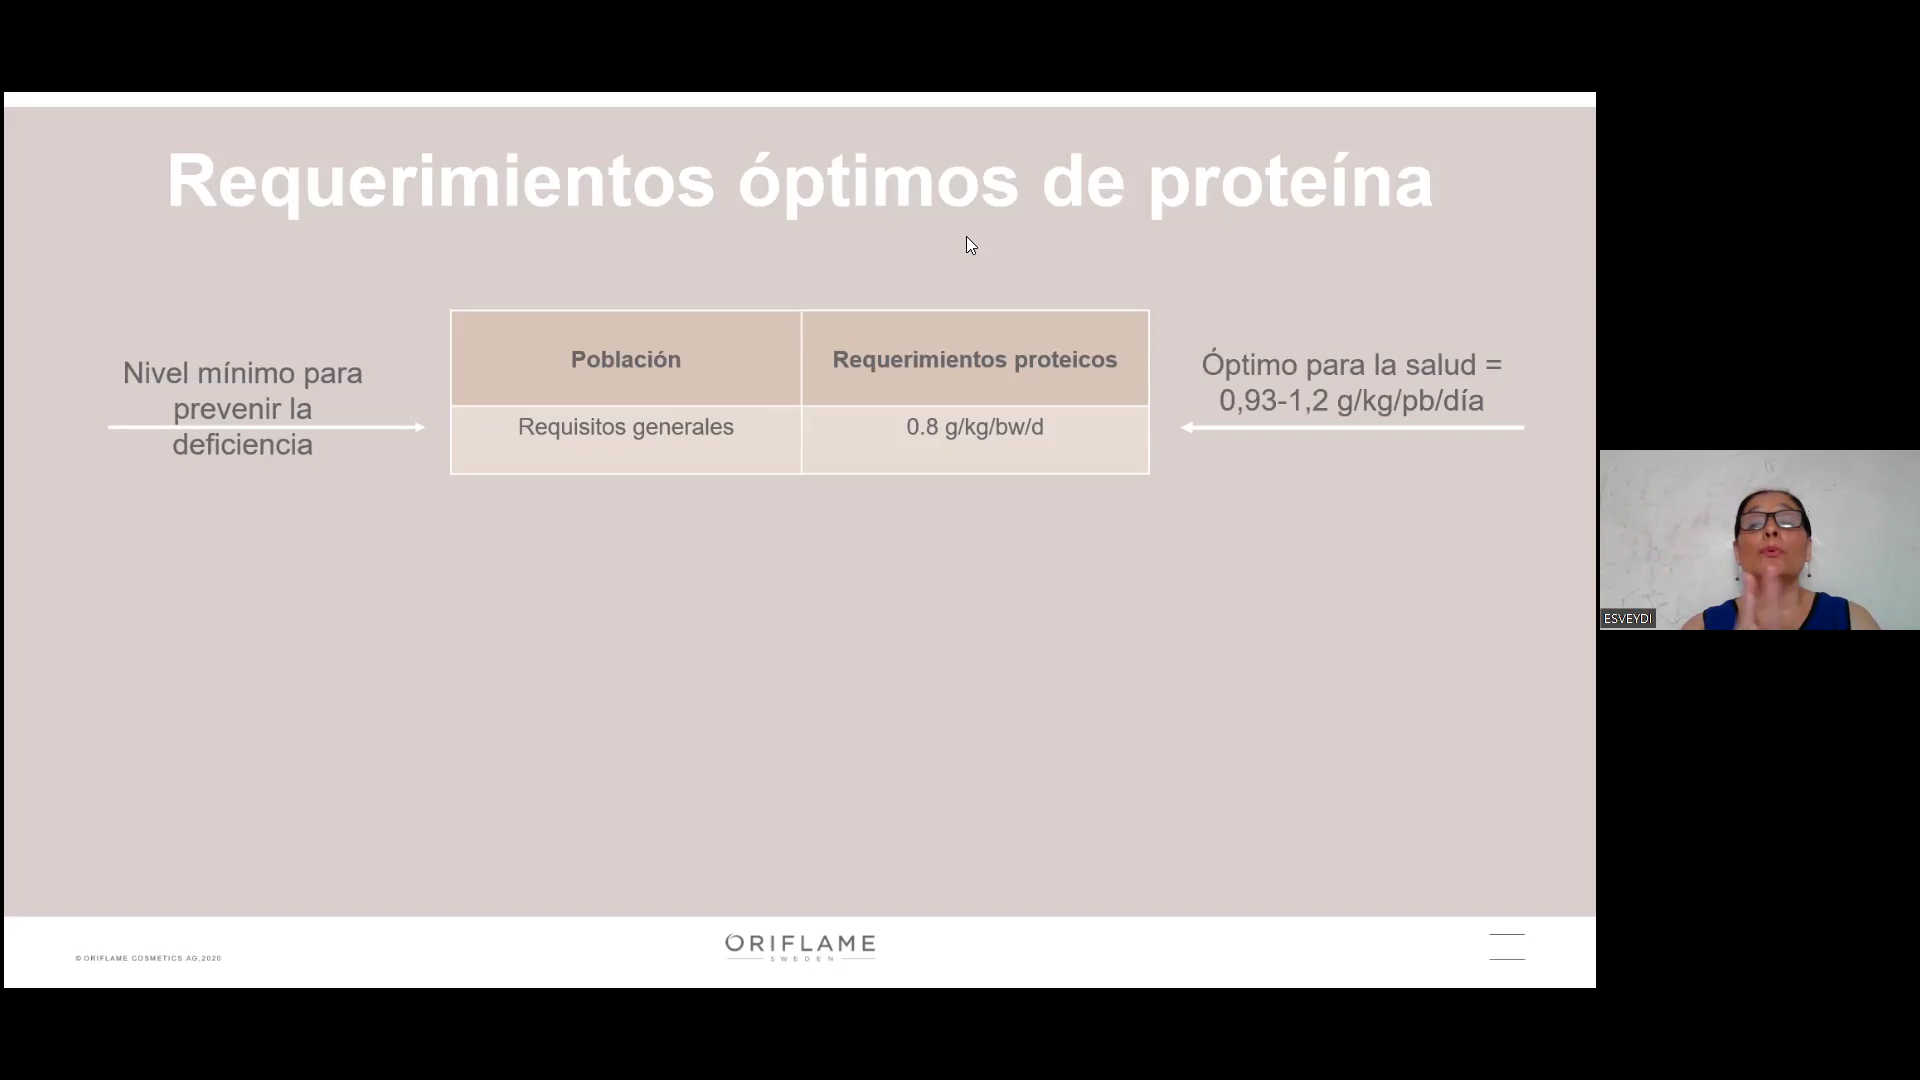 Requerimientos óptimos de proteína
Nivel mínimo para
prevenir la
deficiencia
Población
Requerimientos proteicos
Requisitos generales
0.8 g/kg/bw/d
Óptimo para la salud =
0,93-1,2 g/kg/pb/día
ESVEYDI
© ORIFLAME COSMETICS AG,2020
ORIFLAME
SWEDEN